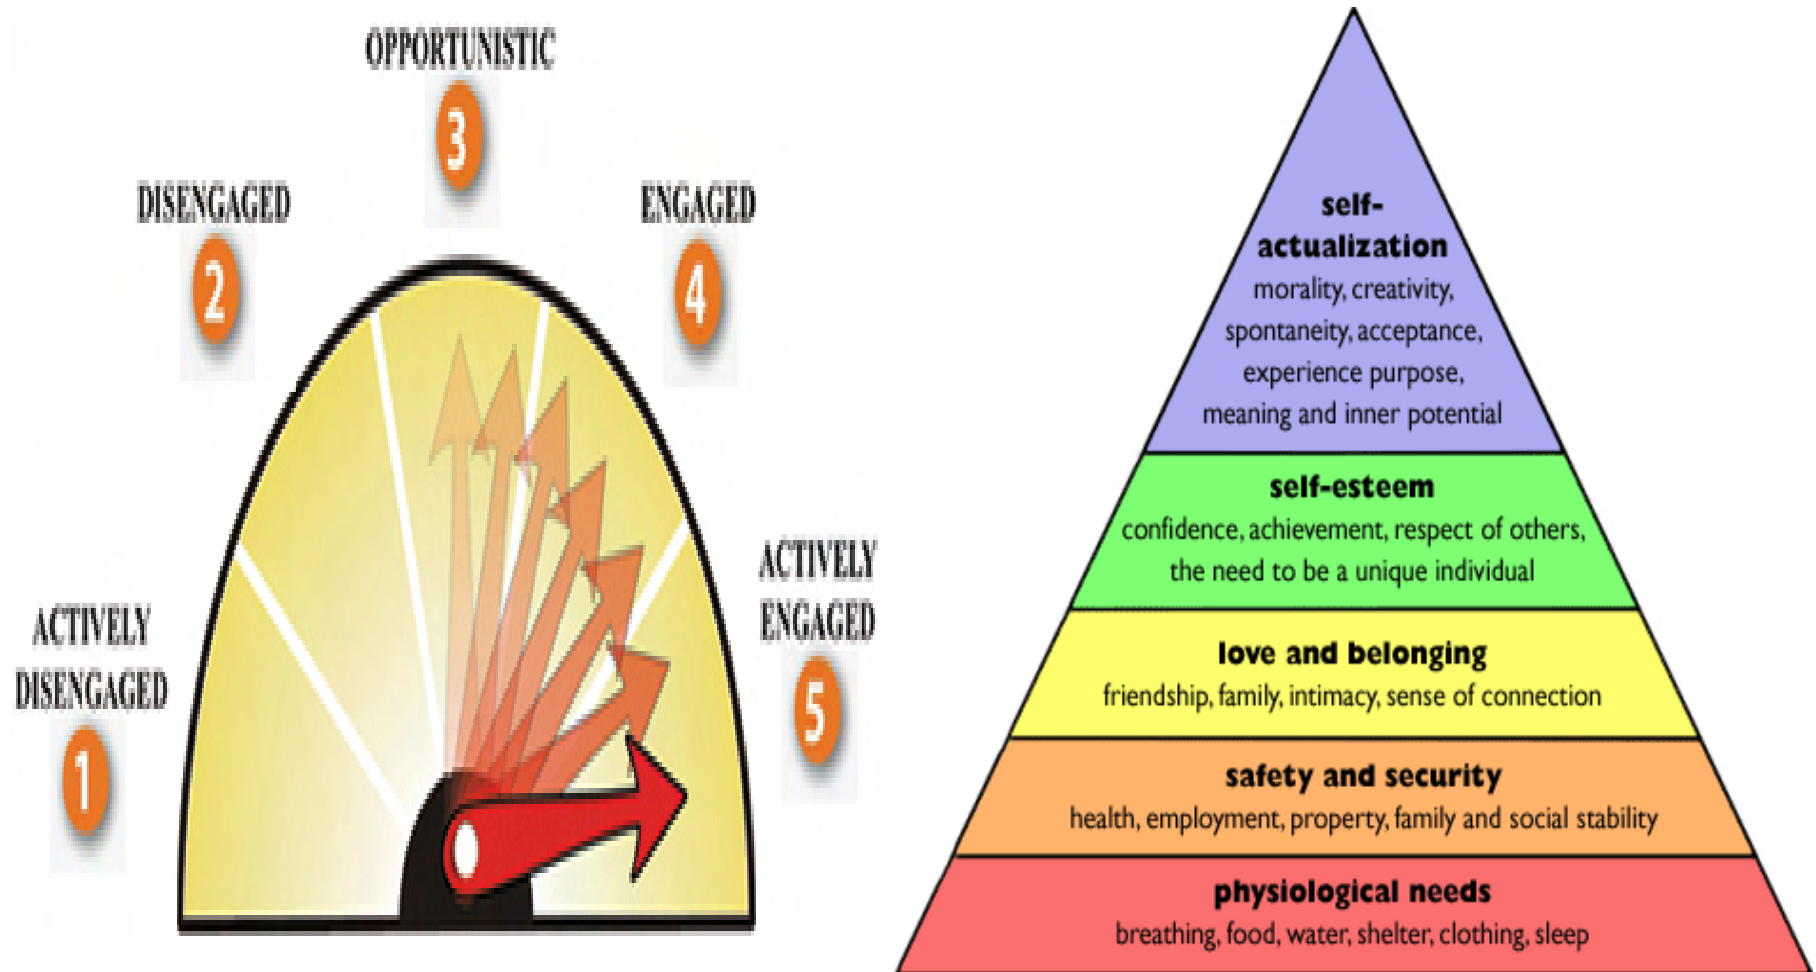 OPPORTUNISTIC
3
DISENGAGED
2
ENGAGED
4
ACTIVELY
DISENGAGED
1
ACTIVELY
ENGAGED
5
self-
actualization
morality, creativity,
spontaneity, acceptance,
experience purpose,
meaning and inner potential
self-esteem
confidence, achievement, respect of others,
the need to be a unique individual
love and belonging
friendship, family, intimacy, sense of connection
safety and security
health, employment, property, family and social stability
physiological needs
breathing, food, water, shelter, clothing, sleep